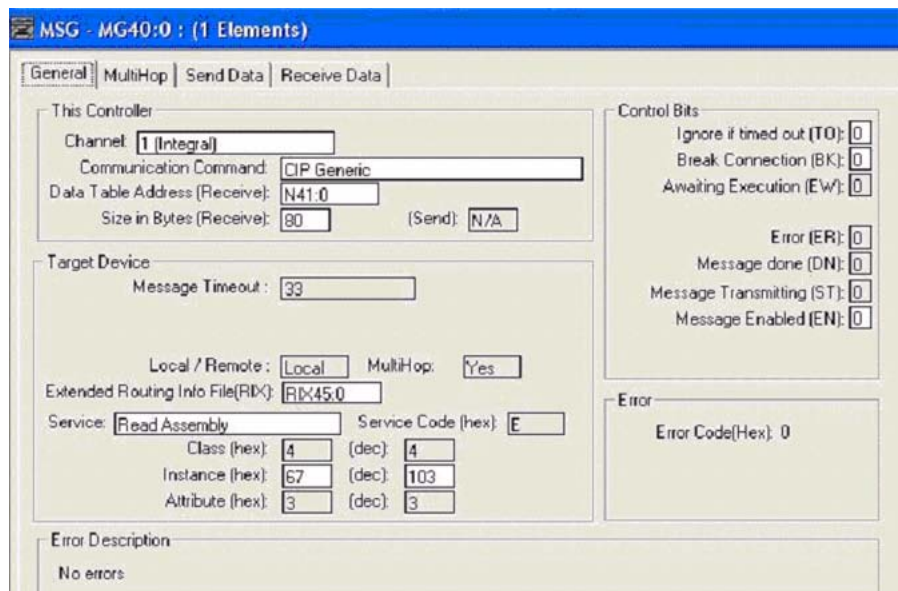 MSG - MG40:0 : (1 Elements)
General MultiHop Send Data Receive Data
This Controller
Channel: 1 (Integral)
Communication Command: CIP Generic
Data Table Address (Receive): N41:0
Size in Bytes (Receive): 80 (Send): N/A
Target Device
Message Timeout : 33
Local / Remote : Local MultiHop: Yes
Extended Routing Info File(RIX): RIX45:0
Service: Read Assembly Service Code (hex): E
Class (hex): 4 (dec): 4
Instance (hex): 67 (dec): 103
Attribute (hex): 3 (dec): 3
Control Bits
Ignore if timed out (TO): 0
Break Connection (BK): 0
Awaiting Execution (EW): 0
Error (ER): 0
Message done (DN): 0
Message Transmitting (ST): 0
Message Enabled (EN): 0
Error
Error Code(Hex): 0
Error Description
No errors